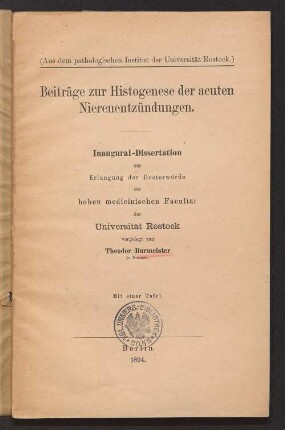 (Aus dem pathologischen Institut der Universität Rostock.)
Beiträge zur Histogenese der acuten
Nierenentzündungen.
Inaugural-Dissertation
zur
Erlangung der Doctorwürde
der
hohen medicinischen Facultät
der
Universität Rostock
vorgelegt von
Theodor Burmeister
Mit einer Tafel
Berlin.
1894.